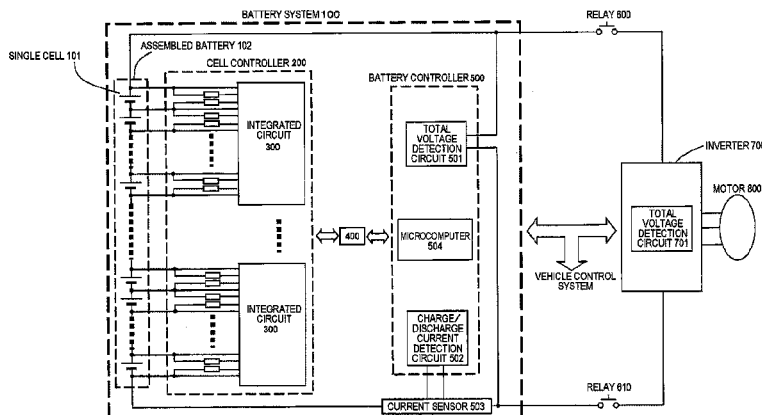 BATTERY SYSTEM 100
RELAY 600
ASSEMBLED BATTERY 102
SINGLE CELL 101
CELL CONTROLLER 200
BATTERY CONTROLLER 500
INTEGRATED
CIRCUIT
300
TOTAL
VOLTAGE
DETECTION
CIRCUIT 501
INVERTER 700
MOTOR 800
TOTAL
VOLTAGE
DETECTION
CIRCUIT 701
400
MICROCOMPUTER
504
VEHICLE CONTROL
SYSTEM
INTEGRATED
CIRCUIT
300
CHARGE/
DISCHARGE
CURRENT
DETECTION
CIRCUIT 502
RELAY 610
CURRENT SENSOR 503